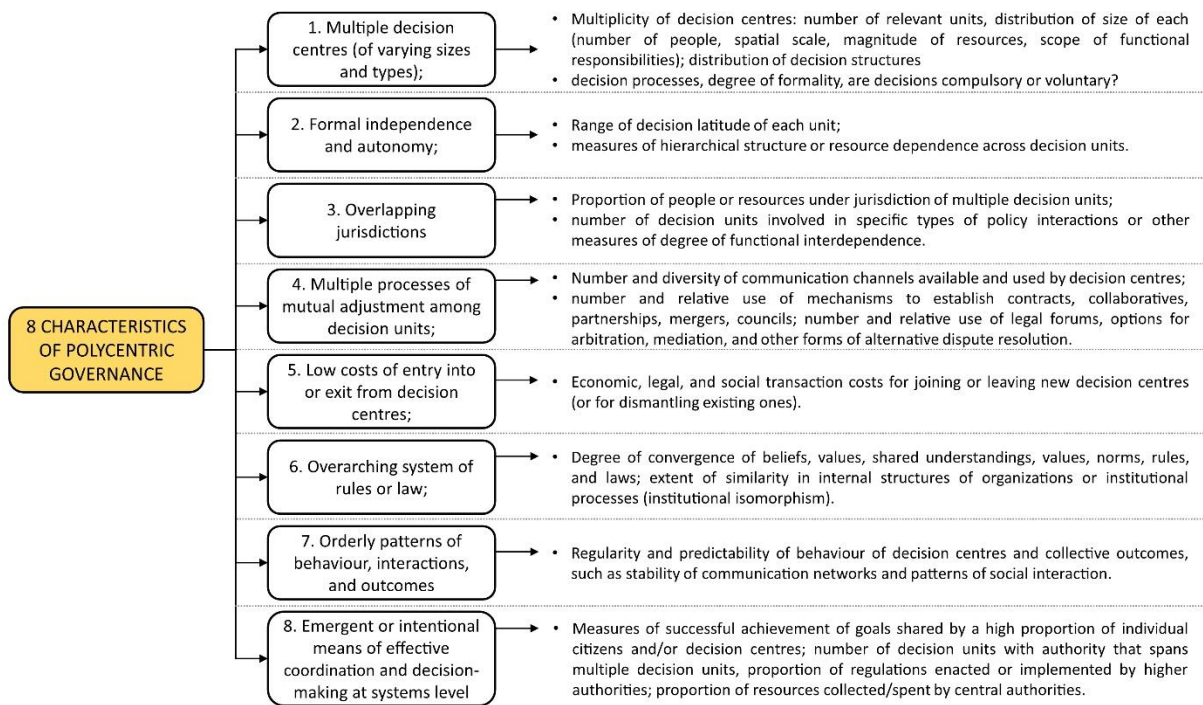 8 CHARACTERISTICS
OF POLYCENTRIC
GOVERNANCE
1. Multiple decision
centres (of varying sizes
and types);
• Multiplicity of decision centres: number of relevant units, distribution of size of each
(number of people, spatial scale, magnitude of resources, scope of functional
responsibilities); distribution of decision structures
• decision processes, degree of formality, are decisions compulsory or voluntary?
2. Formal independence
and autonomy;
• Range of decision latitude of each unit;
• measures of hierarchical structure or resource dependence across decision units.
3. Overlapping
jurisdictions
• Proportion of people or resources under jurisdiction of multiple decision units;
• number of decision units involved in specific types of policy interactions or other
measures of degree of functional interdependence.
4. Multiple processes of
mutual adjustment among
decision units;
• Number and diversity of communication channels available and used by decision centres;
• number and relative use of mechanisms to establish contracts, collaboratives,
partnerships, mergers, councils; number and relative use of legal forums, options for
arbitration, mediation, and other forms of alternative dispute resolution.
5. Low costs of entry into
or exit from decision
centres;
• Economic, legal, and social transaction costs for joining or leaving new decision centres
(or for dismantling existing ones).
6. Overarching system of
rules or law;
• Degree of convergence of beliefs, values, shared understandings, values, norms, rules,
and laws; extent of similarity in internal structures of organizations or institutional
processes (institutional isomorphism).
7. Orderly patterns of
behaviour, interactions,
and outcomes
• Regularity and predictability of behaviour of decision centres and collective outcomes,
such as stability of communication networks and patterns of social interaction.
8. Emergent or intentional
means of effective
coordination and decision-
making at systems level
• Measures of successful achievement of goals shared by a high proportion of individual
citizens and/or decision centres; number of decision units with authority that spans
multiple decision units, proportion of regulations enacted or implemented by higher
authorities; proportion of resources collected/spent by central authorities.